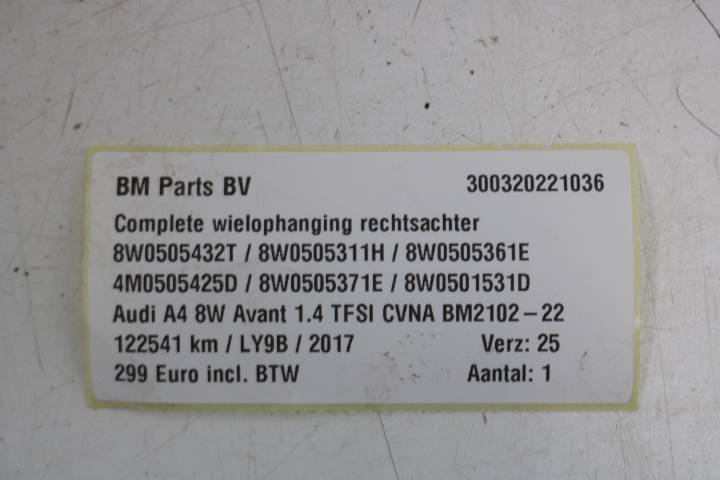 BM Parts BV 300320221036
Complete wielophanging rechtsachter
8W0505432T / 8W0505311H / 8W0505361E
4M0505425D / 8W0505371E / 8W0501531D
Audi A4 8W Avant 1.4 TFSI CVNA BM2102-22
122541 km / LY9B / 2017 Verz: 25
299 Euro incl. BTW Aantal: 1